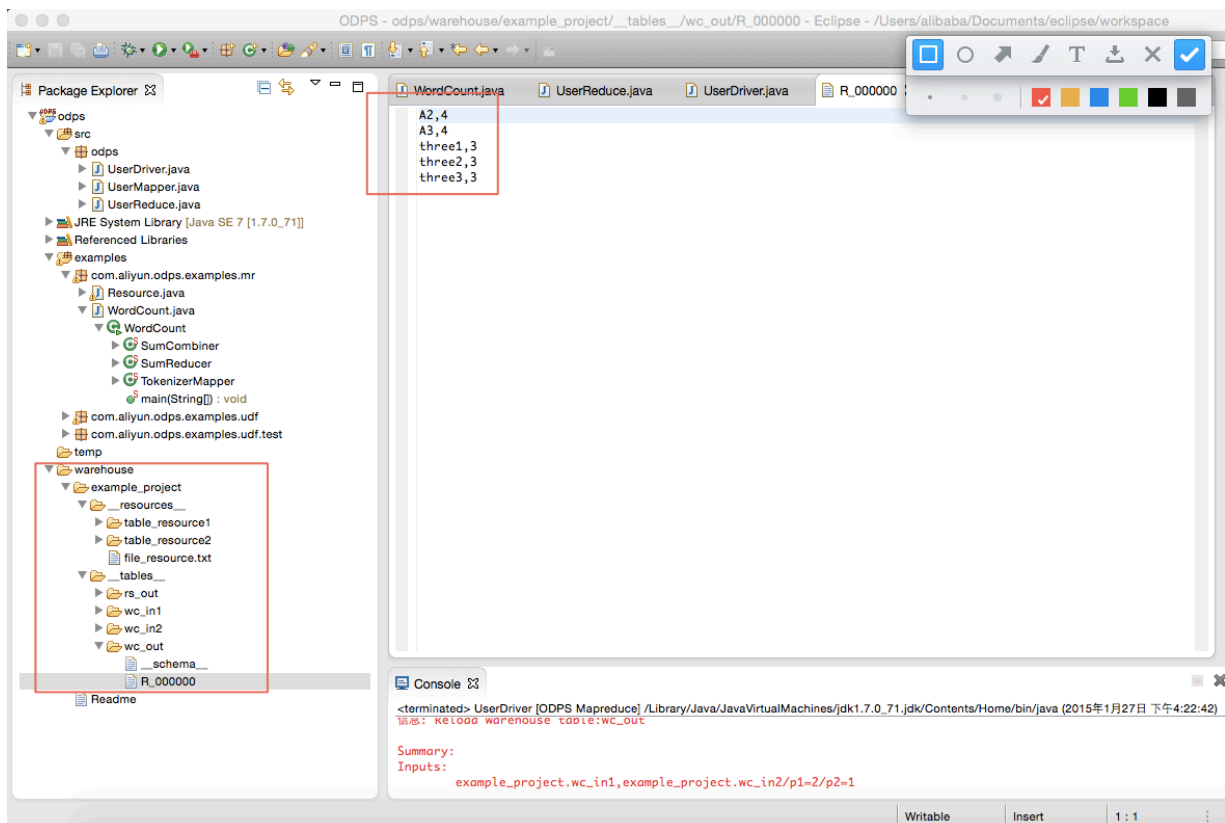 ODPS - odps/warehouse/example_project/__tables__/wc_out/R_000000 - Eclipse - /Users/alibaba/Documents/eclipse/workspace
T
Package Explorer
odps
src
odps
UserDriver.java
UserMapper.java
UserReduce.java
JRE System Library [Java SE 7 [1.7.0_71]]
Referenced Libraries
examples
com.aliyun.odps.examples.mr
Resource.java
WordCount.java
WordCount
SumCombiner
SumReducer
TokenizerMapper
main(String[]) : void
com.aliyun.odps.examples.udf
com.aliyun.odps.examples.udf.test
temp
warehouse
example_project
__resources__
table_resource1
table_resource2
file_resource.txt
__tables__
rs_out
wc_in1
wc_in2
wc_out
__schema__
R_000000
Readme
WordCount.java UserReduce.java UserDriver.java R_000000
A2,4
A3,4
three1,3
three2,3
three3,3
Console
<terminated> UserDriver [ODPS Mapreduce] /Library/Java/JavaVirtualMachines/jdk1.7.0_71.jdk/Contents/Home/bin/java (2015年1月27日 下午4:22:42)
信息: Reload warehouse table:wc_out
Summary:
Inputs:
example_project.wc_in1,example_project.wc_in2/p1=2/p2=1
Writable Insert 1 : 1